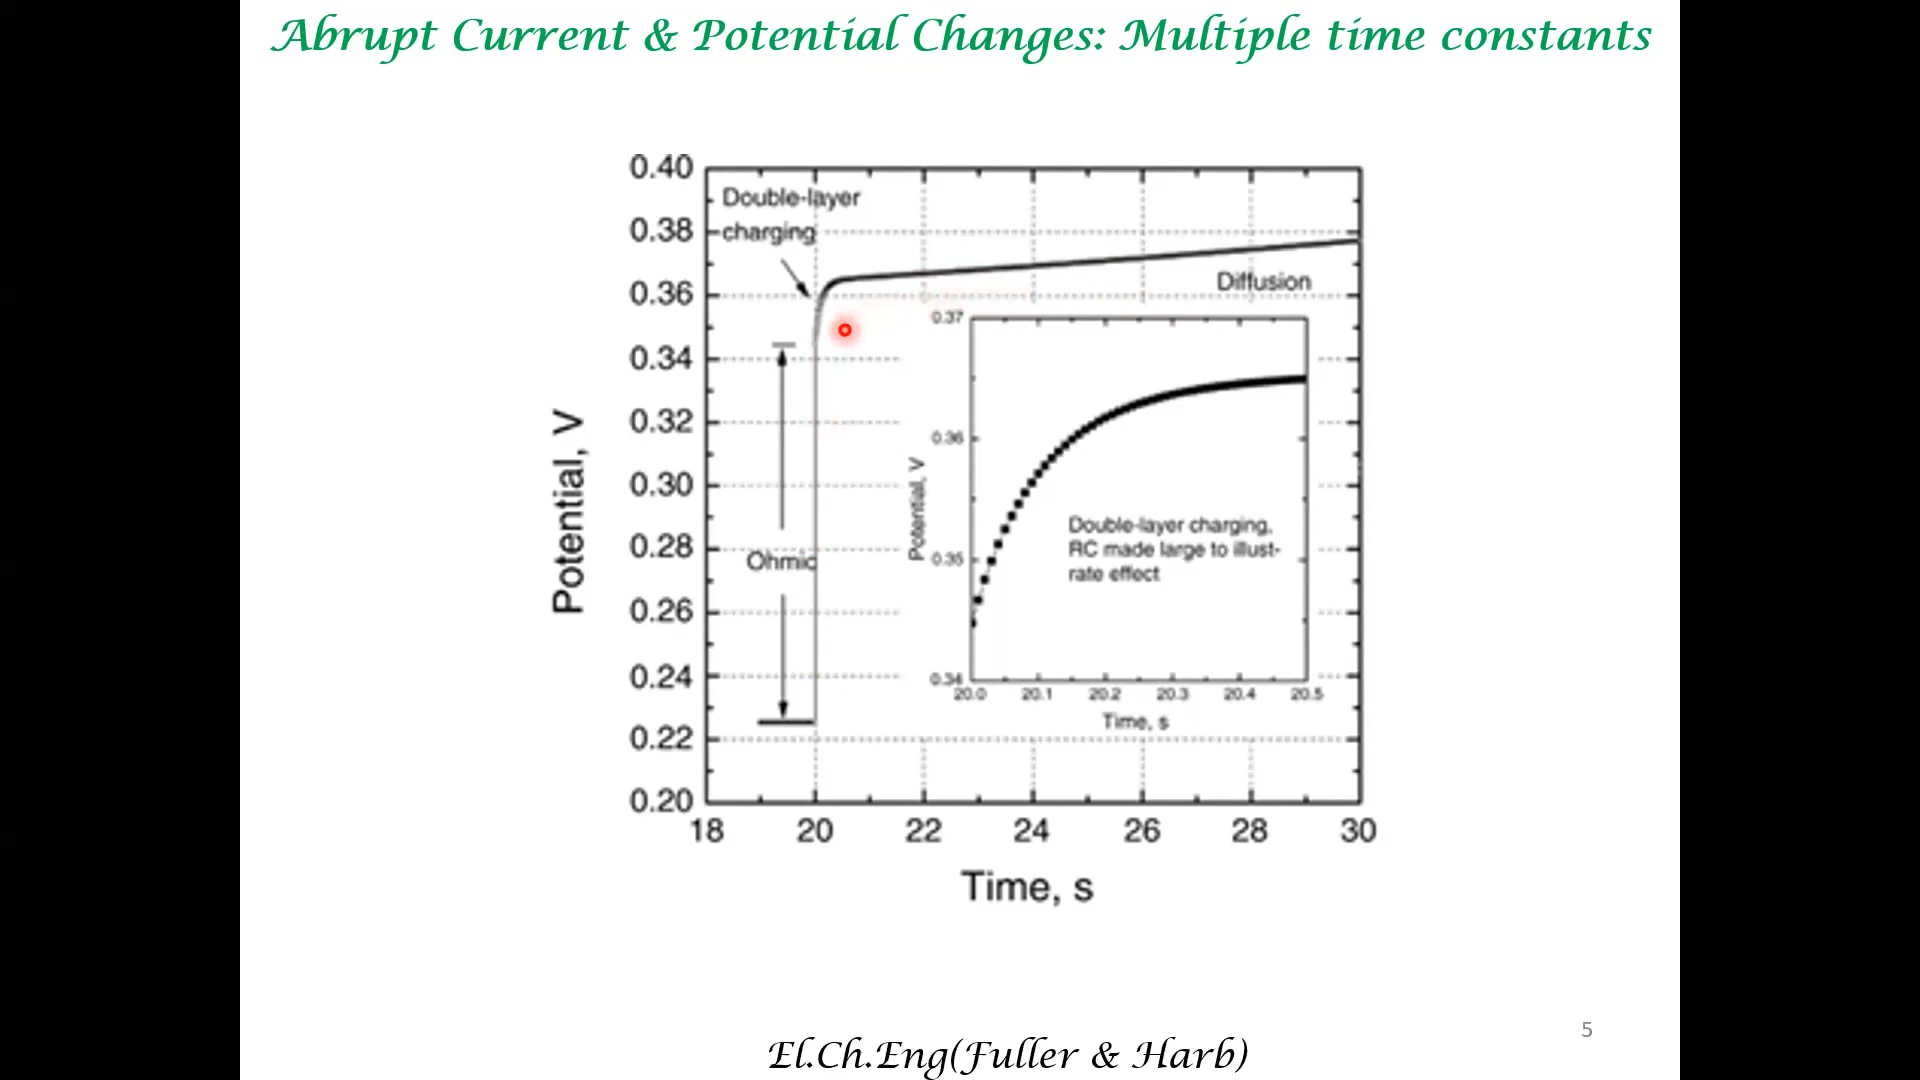 Abrupt Current & Potential Changes: Multiple time constants
0.40
Double-layer
charging
0.38
0.36
0.34
0.32
0.30
0.28
0.26
0.24
0.22
0.20
Potential, V
Ohmic
Diffusion
0.37
0.36
0.35
0.34
Potential, V
Double-layer charging,
RC made large to illust-
rate effect
20.0 20.1 20.2 20.3 20.4 20.5
Time, s
18 20 22 24 26 28 30
Time, s
5
El.Ch.Eng(Fuller & Harb)